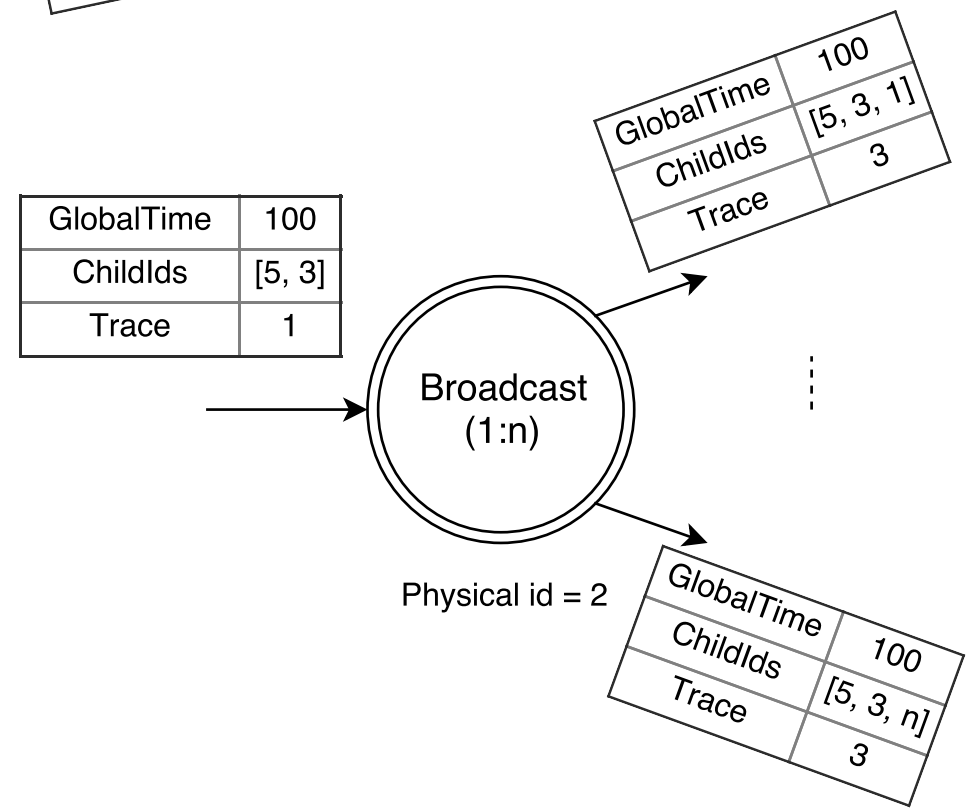 GlobalTime 100
ChildIds [5, 3, 1]
Trace 3
GlobalTime 100
ChildIds [5, 3]
Trace 1
Broadcast
(1:n)
Physical id = 2
GlobalTime 100
ChildIds [5, 3, n]
Trace 3